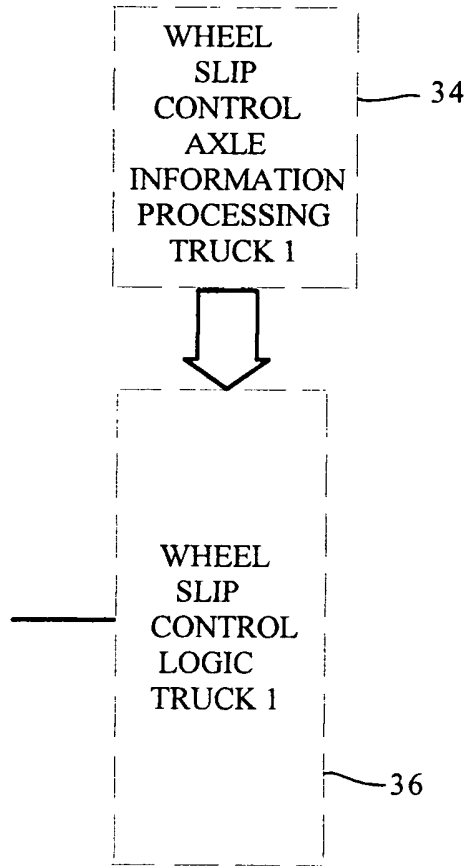 WHEEL
SLIP
CONTROL
AXLE
INFORMATION
PROCESSING
TRUCK 1
34
WHEEL
SLIP
CONTROL
LOGIC
TRUCK 1
36